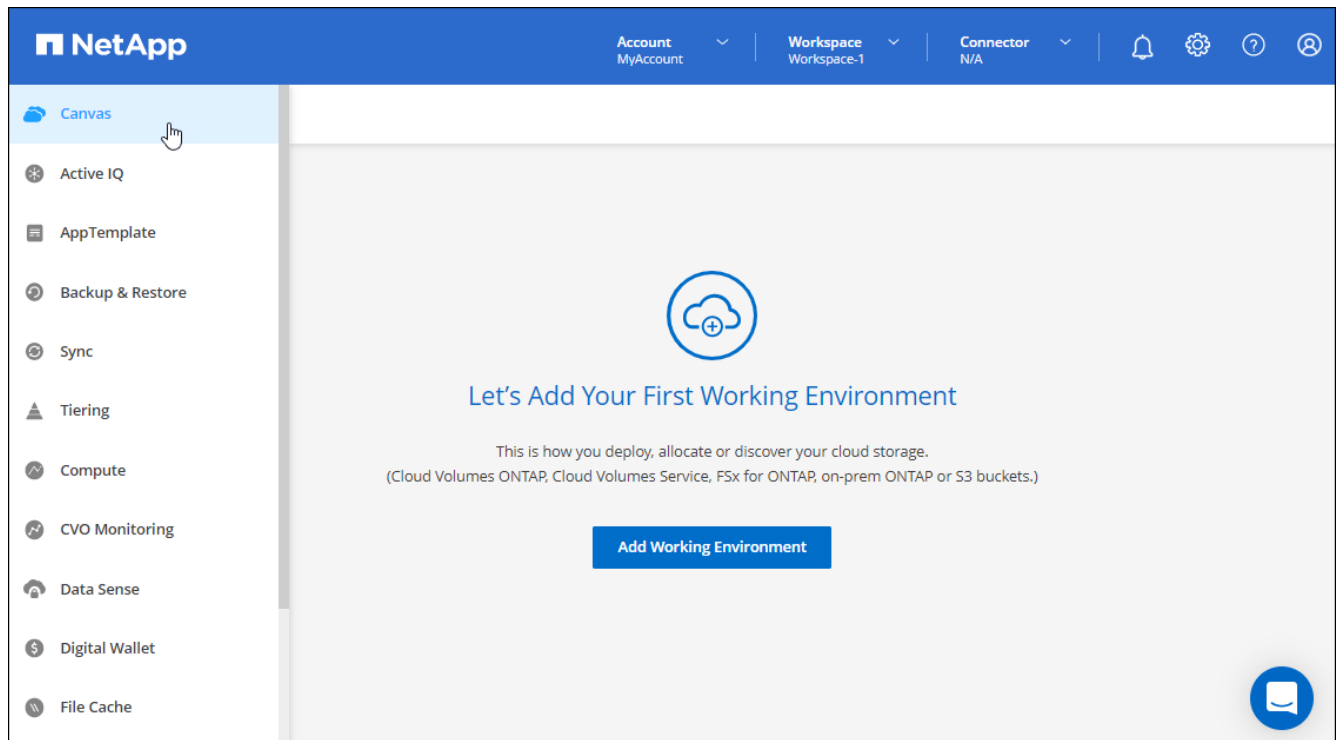 NetApp
Account
MyAccount
Workspace
Workspace-1
Connector
N/A
Canvas
Active IQ
AppTemplate
Backup & Restore
Sync
Tiering
Compute
CVO Monitoring
Data Sense
Digital Wallet
File Cache
Let's Add Your First Working Environment
This is how you deploy, allocate or discover your cloud storage.
(Cloud Volumes ONTAP, Cloud Volumes Service, FSx for ONTAP, on-prem ONTAP or S3 buckets.)
Add Working Environment